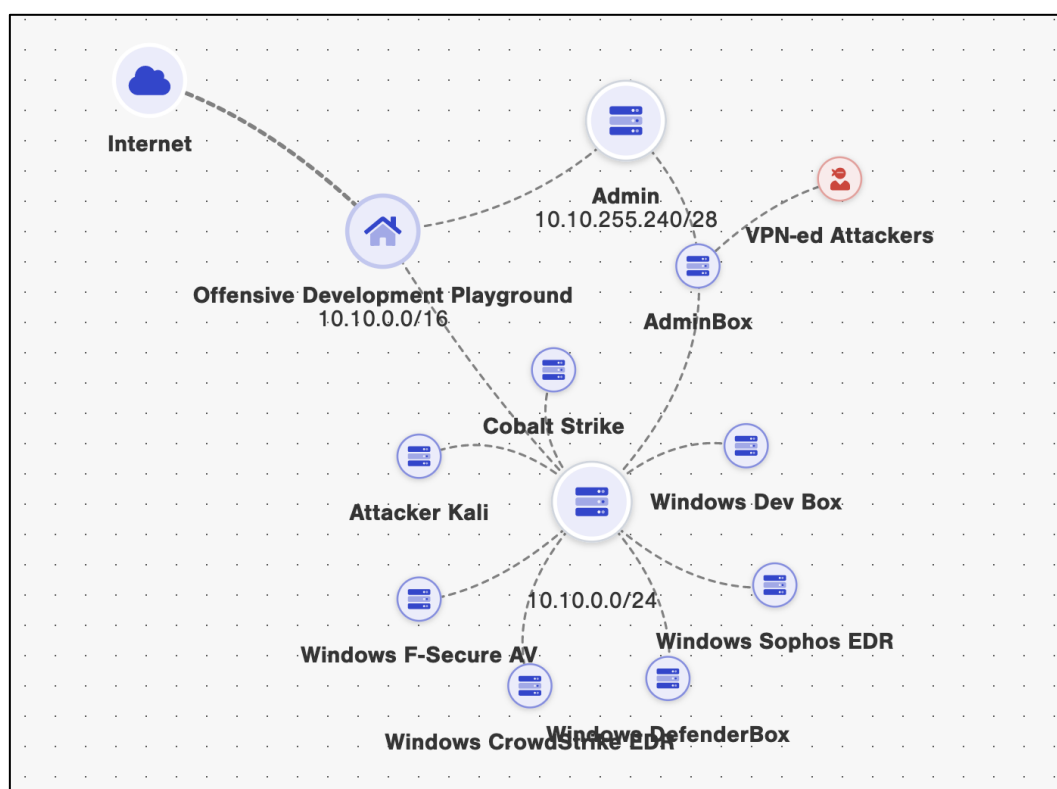 Internet
Admin
10.10.255.240/28
VPN-ed Attackers
Offensive Development Playground
10.10.0.0/16
AdminBox
Cobalt Strike
Attacker Kali
Windows Dev Box
10.10.0.0/24
Windows Sophos EDR
Windows F-Secure AV
Windows DefenderBox
Windows CrowdStrike EDR